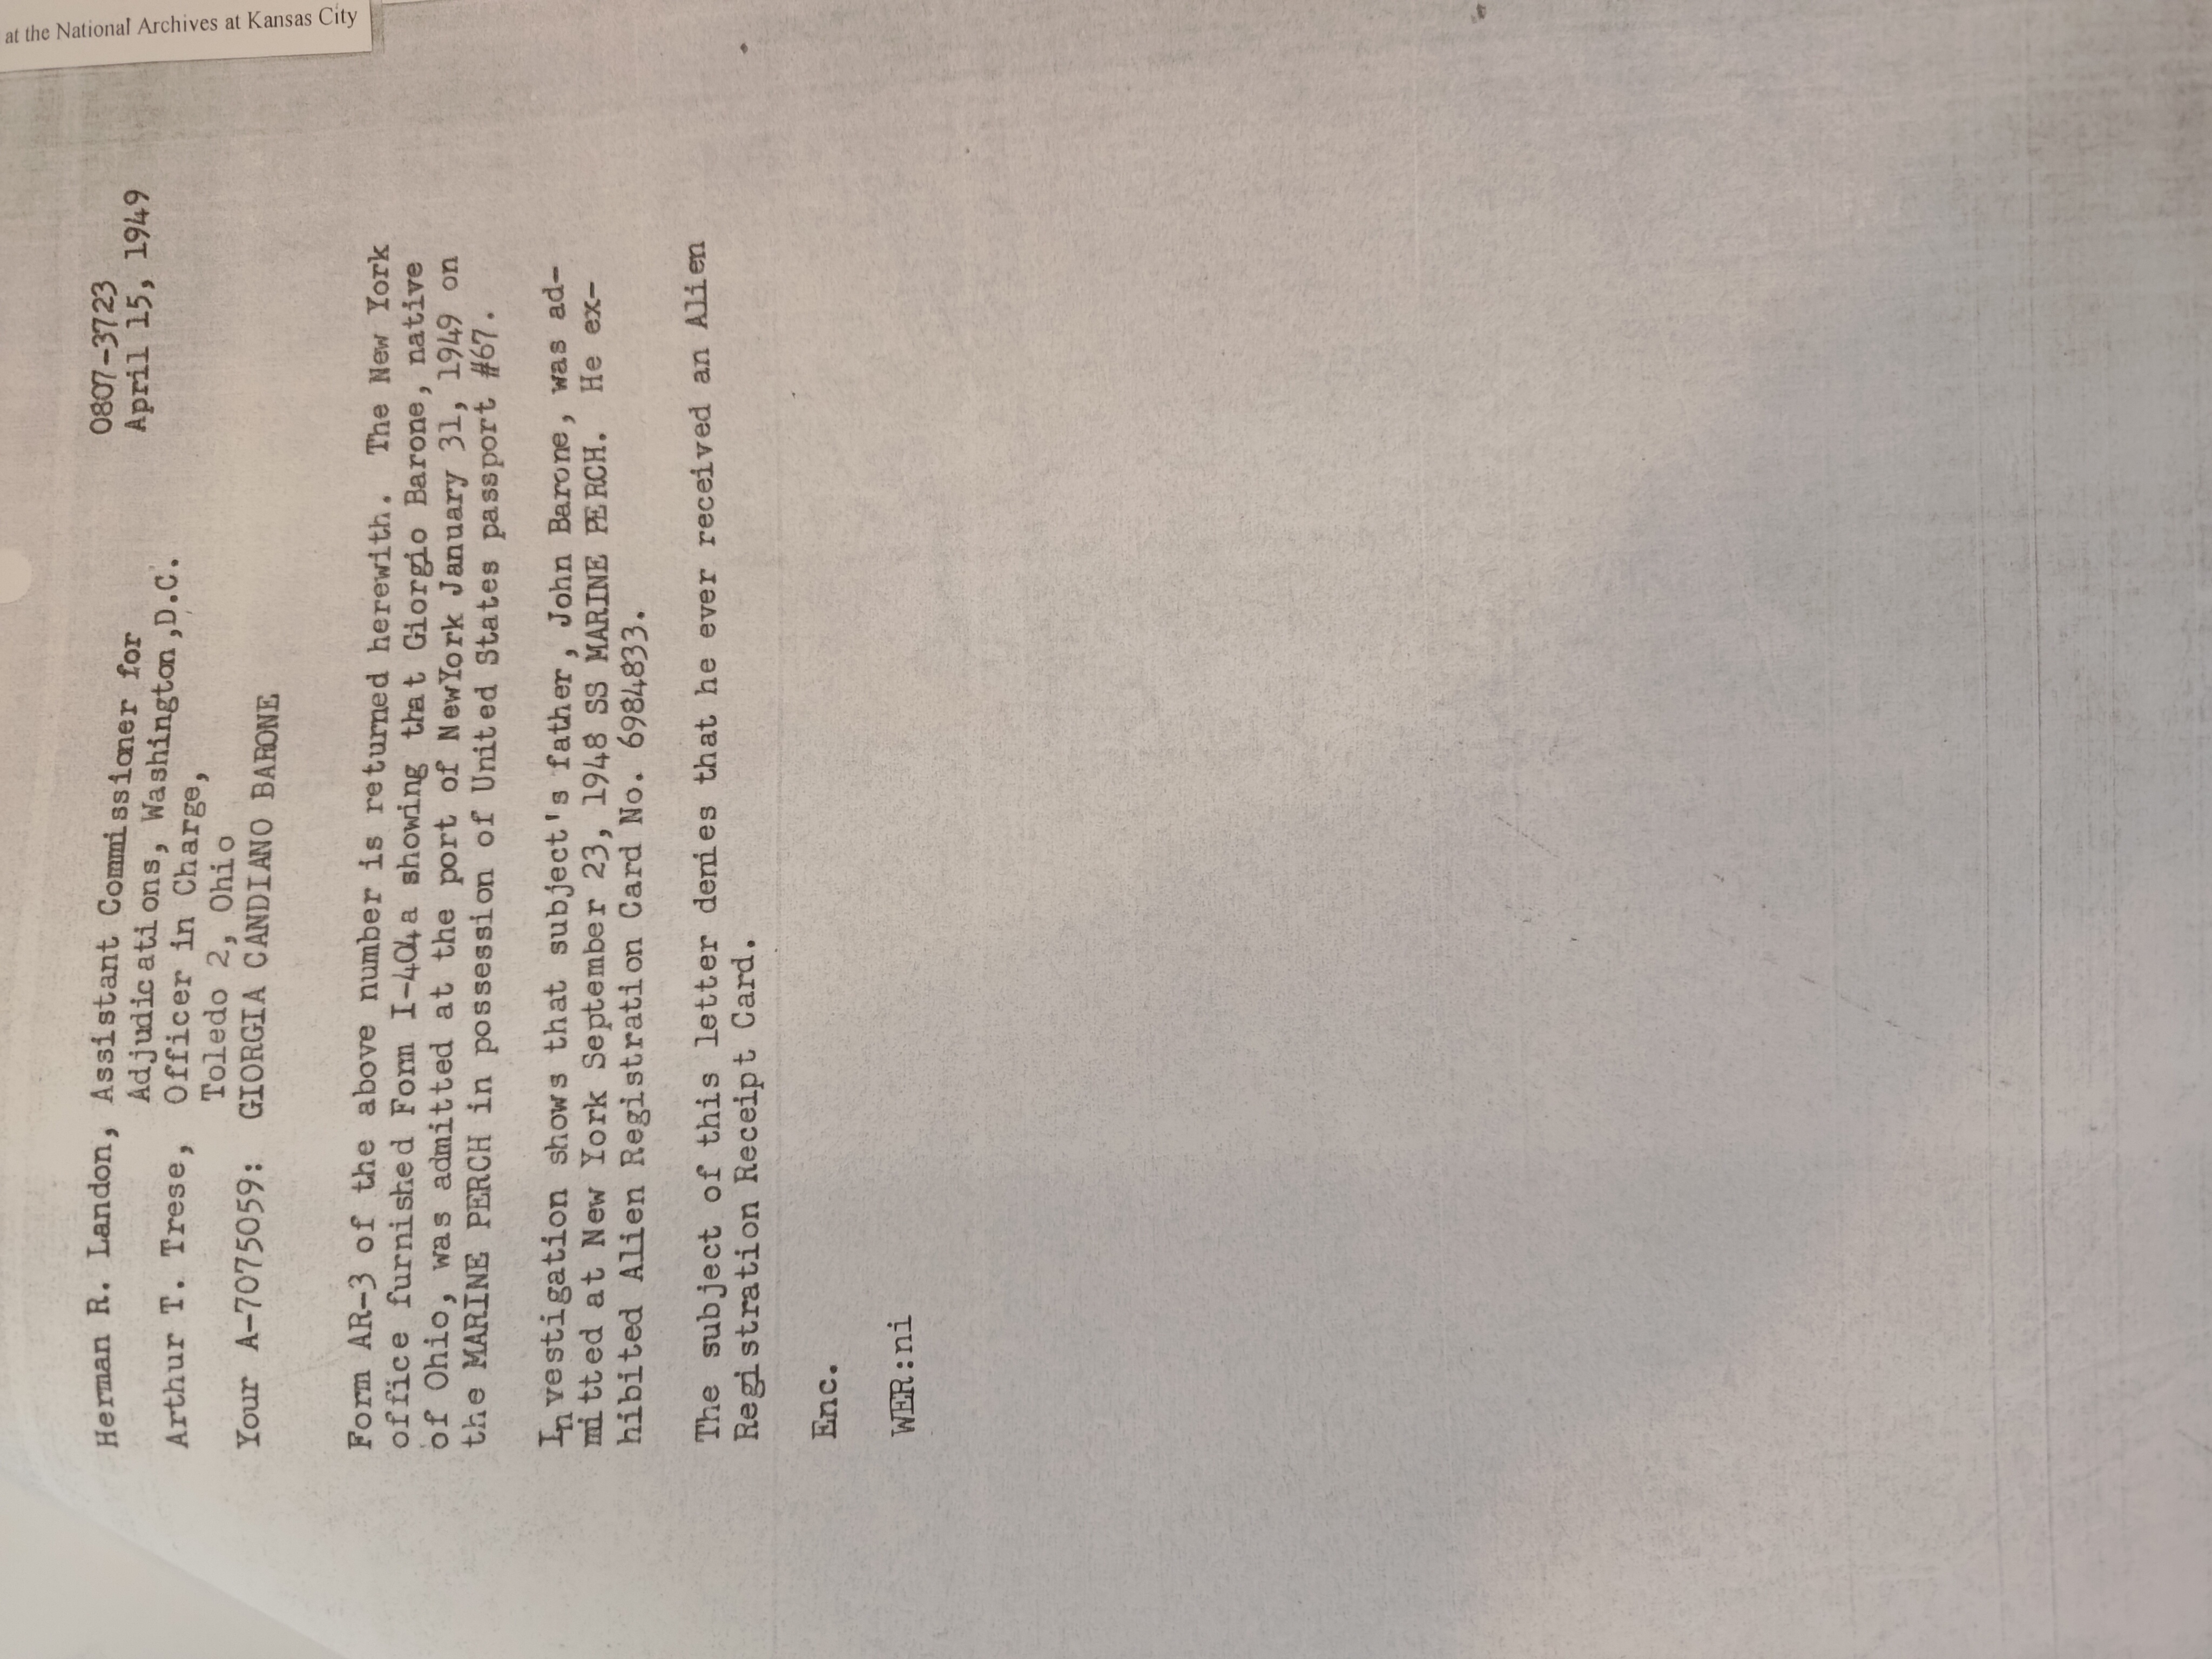 Herman R. Landon, Assistant Commissioner for
Adjudications, Washington,D.C.
0807-3723
April 15, 1949
Arthur T. Trese, Officer in Charge,
Toledo 2, Ohio
Your A-7075059: GIORGIA CANDIANO BARONE
Form AR-3 of the above number is returned herewith. The New York
office furnished Form I-404a showing that Giorgio Barone, native
of Ohio, was admitted at the port of NewYork January 31, 1949 on
the MARINE PERCH in possession of United States passport #67.
Investigation shows that subject's father, John Barone, was ad-
mitted at New York September 23, 1948 SS MARINE PERCH. He ex-
hibited Alien Registration Card No. 6984833.
The subject of this letter denies that he ever received an Alien
Registration Receipt Card.
Enc.
WER:ni
at the National Archives at Kansas City